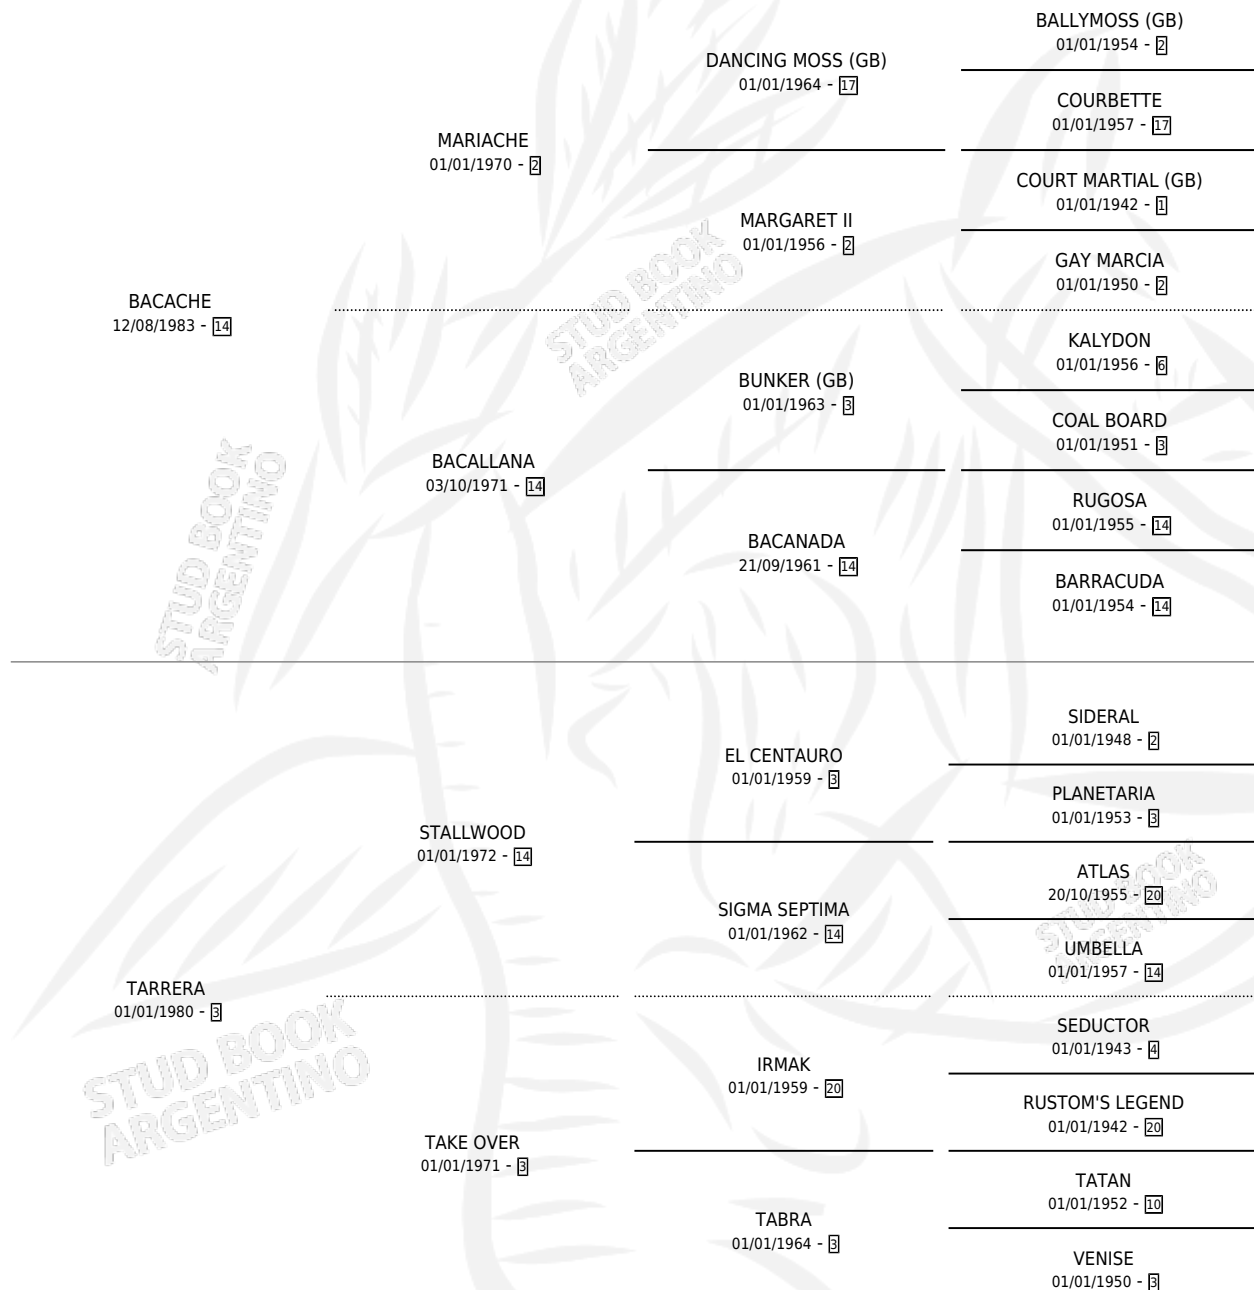 BALLYMOSS (GB)
01/01/1954 - 2
DANCING MOSS (GB)
01/01/1964 - 17
COURBETTE
01/01/1957 - 17
MARIACHE
01/01/1970 - 2
COURT MARTIAL (GB)
01/01/1942 - 1
MARGARET II
01/01/1956 - 2
GAY MARCIA
01/01/1950 - 2
BACACHE
12/08/1983 - 14
KALYDON
01/01/1956 - 6
BUNKER (GB)
01/01/1963 - 3
COAL BOARD
01/01/1951 - 3
BACALLANA
03/10/1971 - 14
RUGOSA
01/01/1955 - 14
BACANADA
21/09/1961 - 14
BARRACUDA
01/01/1954 - 14
SIDERAL
01/01/1948 - 2
EL CENTAURO
01/01/1959 - 3
PLANETARIA
01/01/1953 - 3
STALLWOOD
01/01/1972 - 14
ATLAS
20/10/1955 - 20
SIGMA SEPTIMA
01/01/1962 - 14
UMBELLA
01/01/1957 - 14
TARRERA
01/01/1980 - 3
SEDUCTOR
01/01/1943 - 4
IRMAK
01/01/1959 - 20
RUSTOM'S LEGEND
01/01/1942 - 20
TAKE OVER
01/01/1971 - 3
TATAN
01/01/1952 - 10
TABRA
01/01/1964 - 3
VENISE
01/01/1950 - 3
STUD BOOK
ARGENTINO
STUD BOOK
ARGENTINO
STUD BOOK
ARGENTINO
STUD BOOK
ARGENTINO